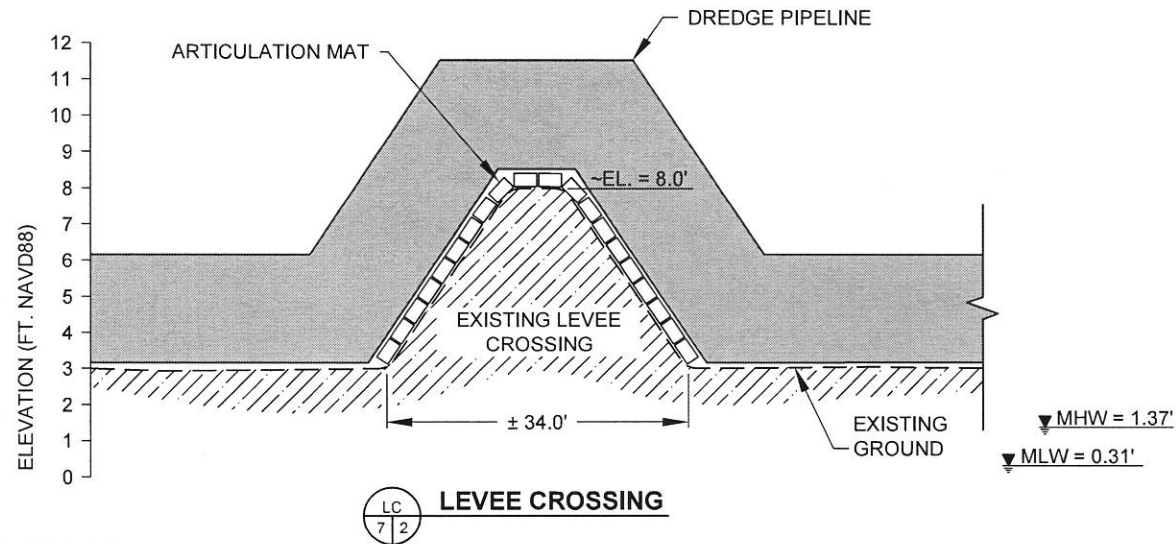 DREDGE PIPELINE
ARTICULATION MAT
12
11
10
9
8
7
6
5
4
3
2
1
0
ELEVATION (FT. NAVD88)
~EL. = 8.0'
EXISTING LEVEE
CROSSING
± 34.0'
EXISTING
GROUND
MHW = 1.37'
MLW = 0.31'
LC
7 2
LEVEE CROSSING